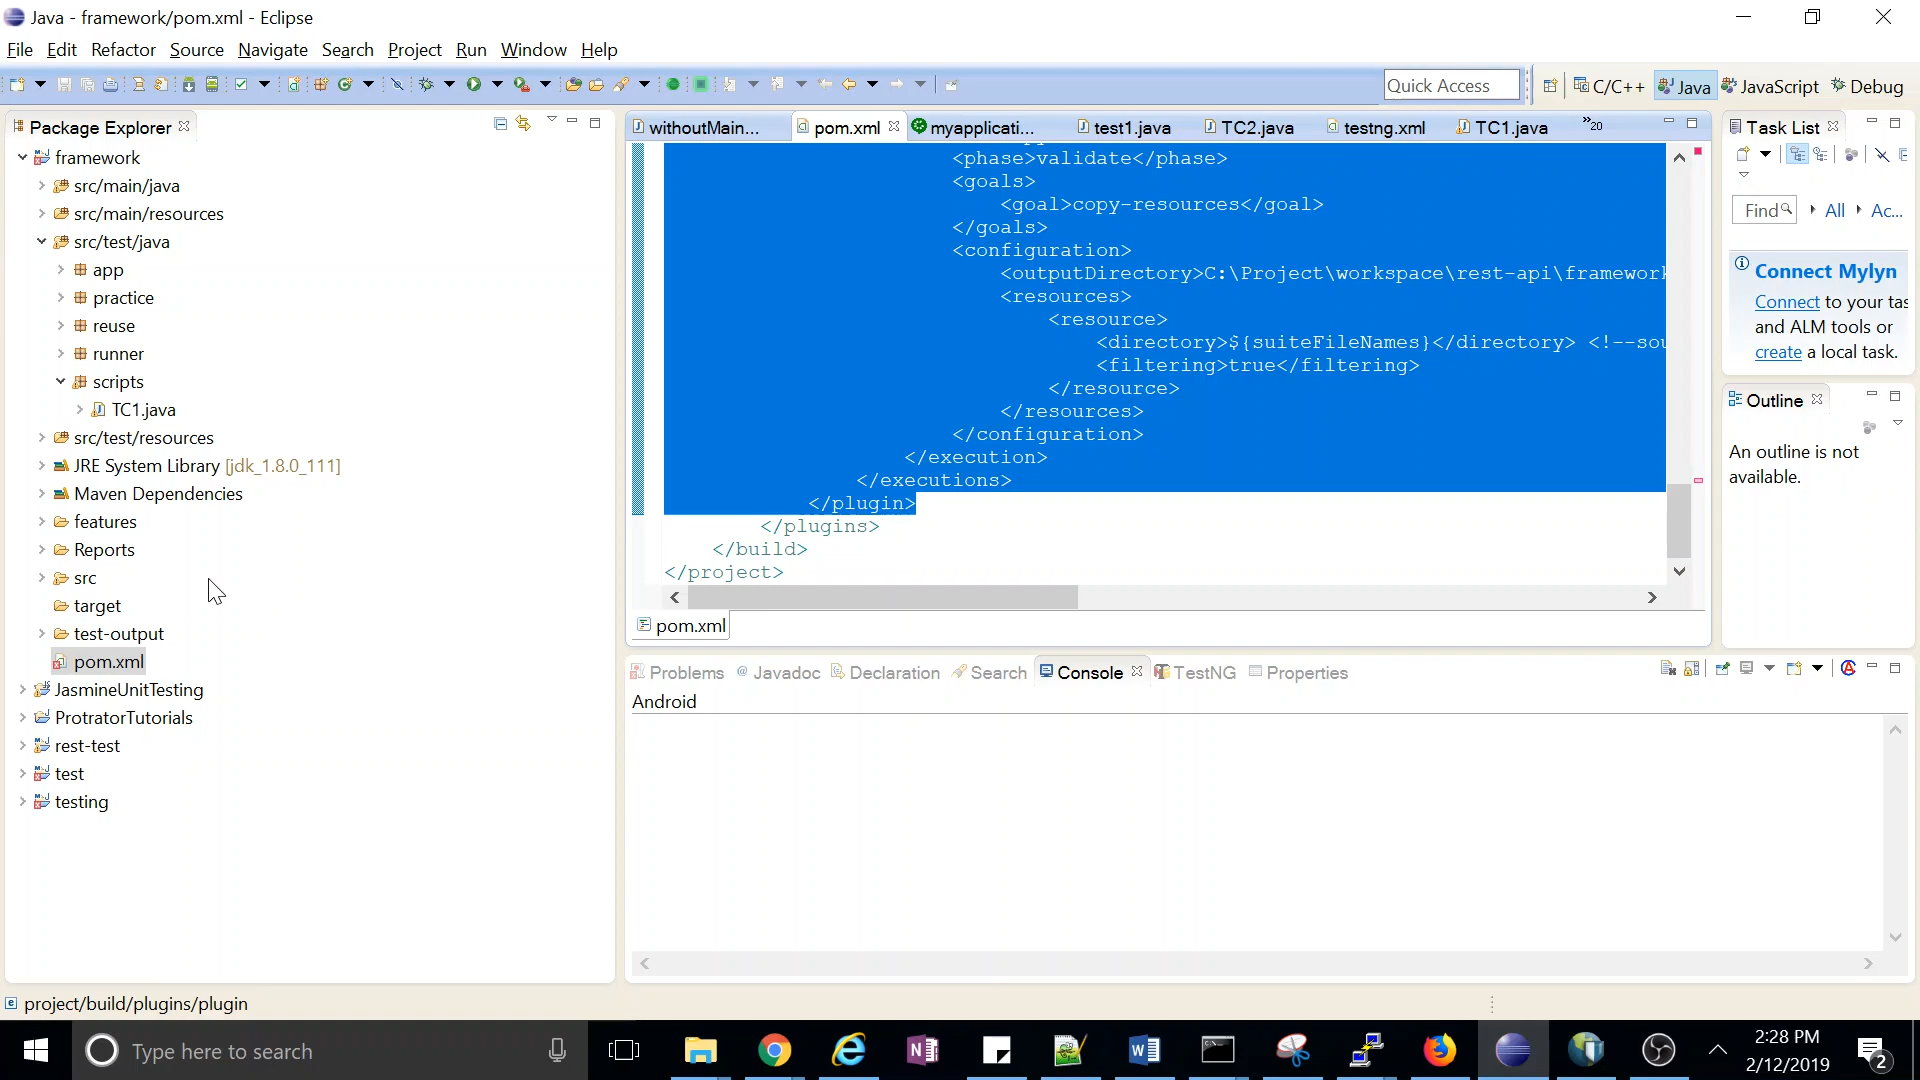 Java - framework/pom.xml - Eclipse
File Edit Refactor Source Navigate Search Project Run Window Help
Quick Access
C/C++
Java
JavaScript
Debug
Package Explorer
framework
src/main/java
src/main/resources
src/test/java
app
practice
reuse
runner
scripts
TC1.java
src/test/resources
JRE System Library [jdk_1.8.0_111]
Maven Dependencies
features
Reports
src
target
test-output
pom.xml
JasmineUnitTesting
ProtratorTutorials
rest-test
test
testing
withoutMain...
pom.xml
myapplicati...
test1.java
TC2.java
testng.xml
TC1.java
»20
<phase>validate</phase>
<goals>
<goal>copy-resources</goal>
</goals>
<configuration>
<outputDirectory>C:\Project\workspace\rest-api\framework
<resources>
<resource>
<directory>${suiteFileNames}</directory> <!--sou
<filtering>true</filtering>
</resource>
</resources>
</configuration>
</execution>
</executions>
</plugin>
</plugins>
</build>
</project>
pom.xml
Problems
Javadoc
Declaration
Search
Console
TestNG
Properties
Android
Task List
Find
All
Ac...
Connect Mylyn
Connect to your tas
and ALM tools or
create a local task.
Outline
An outline is not
available.
project/build/plugins/plugin
Type here to search
2:28 PM
2/12/2019
2